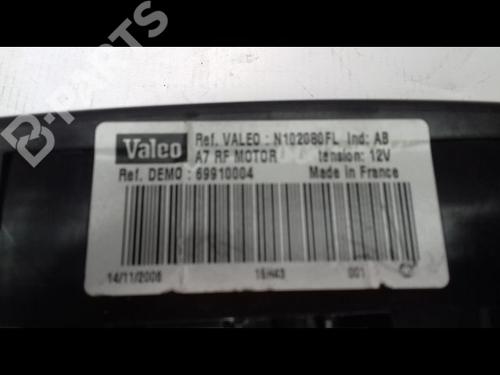 B-PARTS
Valeo
Ref. VALEO : N102080FL Ind: AB
A7 RF MOTOR tension: 12V
Ref. DEMO : 69910004 Made in France
14/11/2006 15H43 001